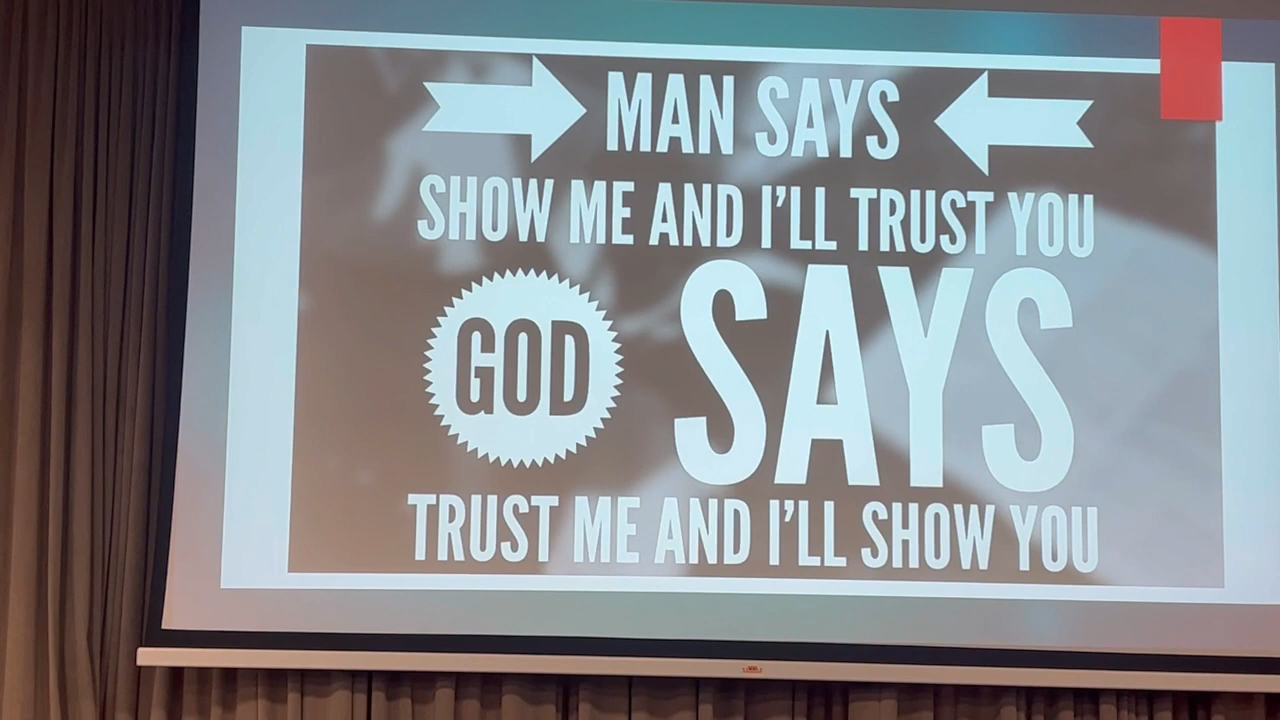 MAN SAYS
SHOW ME AND I'LL TRUST YOU
GOD SAYS
TRUST ME AND I'LL SHOW YOU